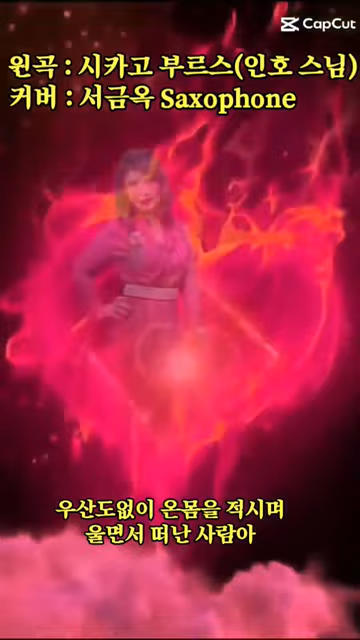 CapCut
원곡 : 시카고 부르스(인호 스님)
커버 : 서금옥 Saxophone
우산도없이 온몸을 적시며
울면서 떠난 사람아